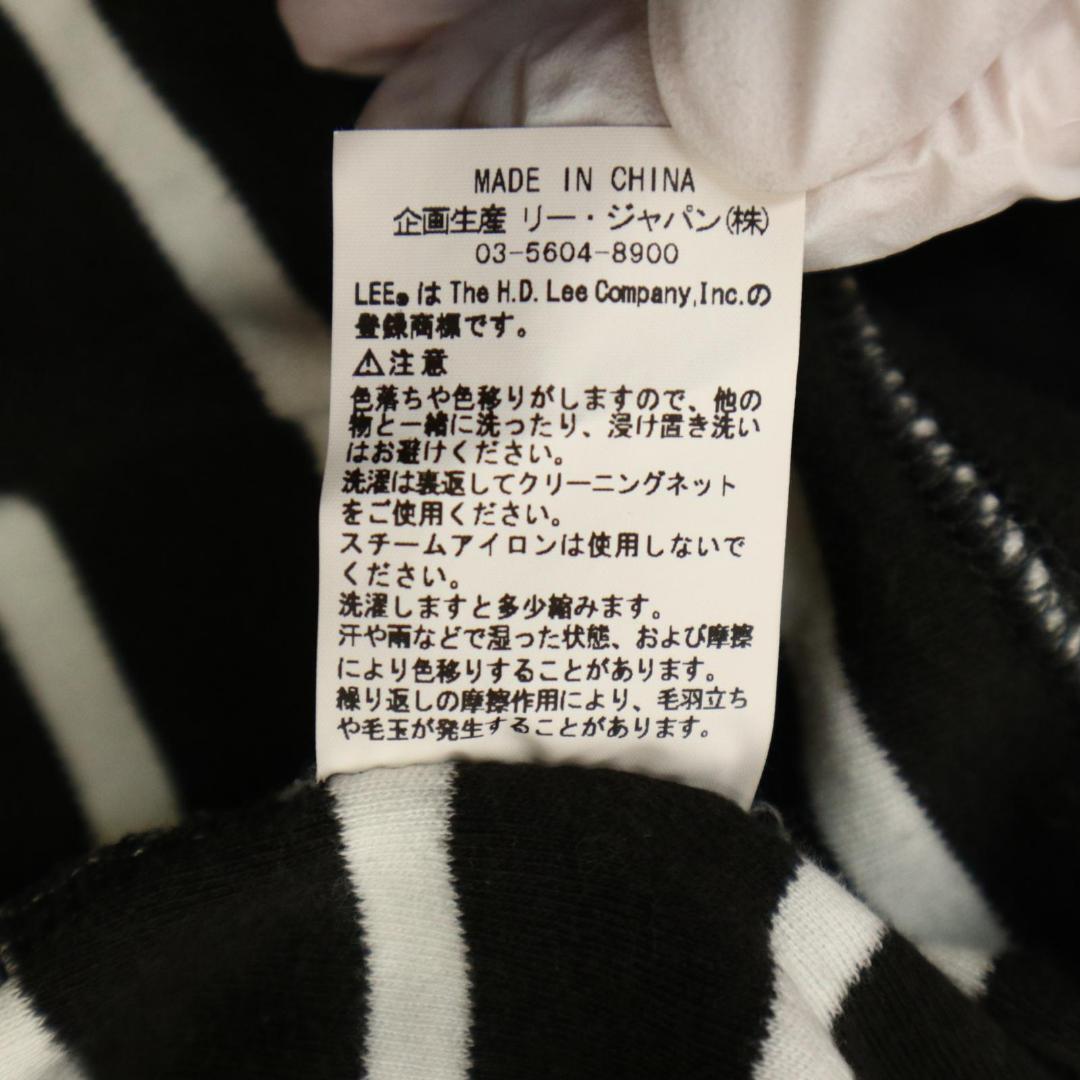 MADE IN CHINA
企画生産 リー・ジャパン(株)
03-5604-8900
LEE® は The H.D. Lee Company,Inc.の
登録商標です。
⚠注意
色落ちや色移りがしますので、他の
物と一緒に洗ったり、浸け置き洗い
はお避けください。
洗濯は裏返してクリーニングネット
をご使用ください。
スチームアイロンは使用しないで
ください。
洗濯しますと多少縮みます。
汗や雨などで湿った状態、および摩擦
により色移りすることがあります。
繰り返しの摩擦作用により、毛羽立ち
や毛玉が発生することがあります。